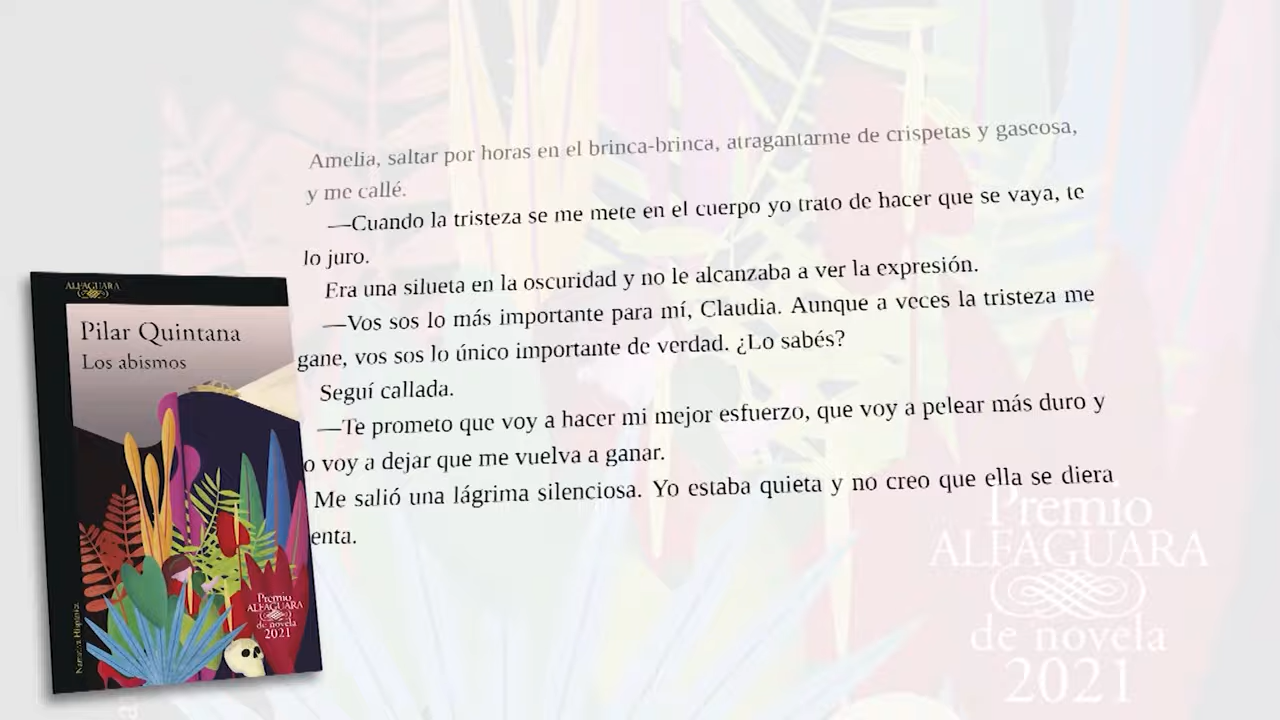 Amelia, saltar por horas en el brinca-brinca, atragantarme de crispetas y gaseosa,
y me callé.
—Cuando la tristeza se me mete en el cuerpo yo trato de hacer que se vaya, te
lo juro.
Era una silueta en la oscuridad y no le alcanzaba a ver la expresión.
—Vos sos lo más importante para mí, Claudia. Aunque a veces la tristeza me
gane, vos sos lo único importante de verdad. ¿Lo sabés?
Seguí callada.
—Te prometo que voy a hacer mi mejor esfuerzo, que voy a pelear más duro y
o voy a dejar que me vuelva a ganar.
Me salió una lágrima silenciosa. Yo estaba quieta y no creo que ella se diera
enta.
ALFAGUARA
Pilar Quintana
Los abismos
Narrativa Hispánica
Premio
ALFAGUARA
de novela
2021
Premio
ALFAGUARA
de novela
2021